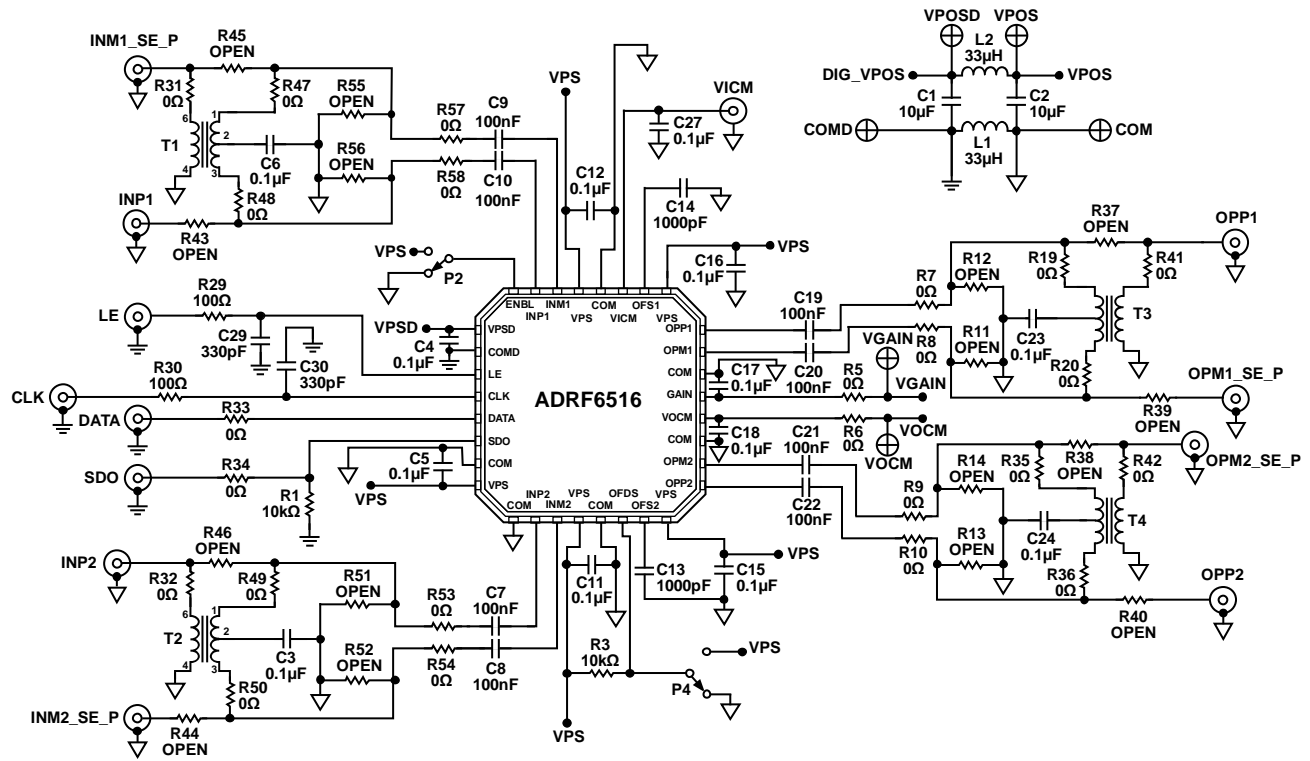 INM1_SE_P
R45
OPEN
R31
0Ω
R47
0Ω
R55
OPEN
6
1
2
T1
4
3
C6
0.1µF
R56
OPEN
R57
0Ω
C9
100nF
R58
0Ω
C10
100nF
INP1
R48
0Ω
R43
OPEN
VPS
C12
0.1µF
C27
0.1µF
VICM
C14
1000pF
VPOSD
VPOS
L2
33µH
DIG_VPOS
VPOS
C1
10µF
C2
10µF
COMD
COM
L1
33µH
VPS
P2
C16
0.1µF
VPS
LE
R29
100Ω
C29
330pF
C30
330pF
VPSD
C4
0.1µF
CLK
R30
100Ω
DATA
R33
0Ω
SDO
R34
0Ω
R1
10kΩ
C5
0.1µF
VPS
ENBL
INP1
INM1
VPS
COM
VICM
OFS1
VPS
VPSD
COMD
LE
CLK
DATA
SDO
COM
VPS
ADRF6516
OPP1
OPM1
COM
GAIN
VOCM
COM
OPM2
OPP2
COM
INP2
INM2
VPS
COM
OFDS
OFS2
VPS
C19
100nF
C20
100nF
R7
0Ω
R8
0Ω
R12
OPEN
R11
OPEN
C23
0.1µF
R19
0Ω
R37
OPEN
R41
0Ω
OPP1
T3
R20
0Ω
OPM1_SE_P
R39
OPEN
C17
0.1µF
R5
0Ω
VGAIN
VGAIN
C18
0.1µF
R6
0Ω
VOCM
VOCM
C21
100nF
C22
100nF
R9
0Ω
R10
0Ω
R14
OPEN
R13
OPEN
C24
0.1µF
R35
0Ω
R38
OPEN
R42
0Ω
OPM2_SE_P
T4
R36
0Ω
OPP2
R40
OPEN
INP2
R46
OPEN
R32
0Ω
R49
0Ω
R51
OPEN
6
1
2
T2
4
3
C3
0.1µF
R52
OPEN
R50
0Ω
INM2_SE_P
R44
OPEN
R53
0Ω
C7
100nF
R54
0Ω
C8
100nF
C11
0.1µF
C13
1000pF
C15
0.1µF
VPS
R3
10kΩ
VPS
P4
VPS